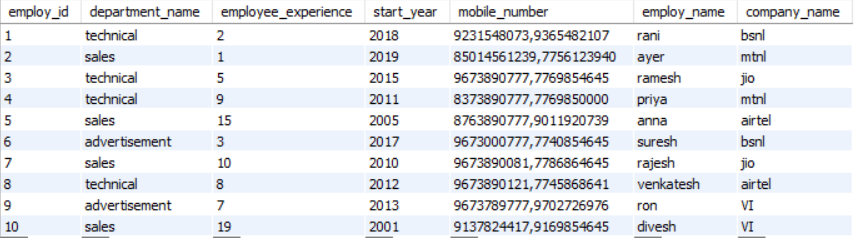 employ_id department_name employee_experience start_year mobile_number employ_name company_name
1 technical 2 2018 9231548073,9365482107 rani bsnl
2 sales 1 2019 85014561239,7756123940 ayer mtnl
3 technical 5 2015 9673890777,7769854645 ramesh jio
4 technical 9 2011 8373890777,7769850000 priya mtnl
5 sales 15 2005 8763890777,9011920739 anna airtel
6 advertisement 3 2017 9673000777,7740854645 suresh bsnl
7 sales 10 2010 9673890081,7786864645 rajesh jio
8 technical 8 2012 9673890121,7745868641 venkatesh airtel
9 advertisement 7 2013 9673789777,9702726976 ron VI
10 sales 19 2001 9137824417,9169854645 divesh VI